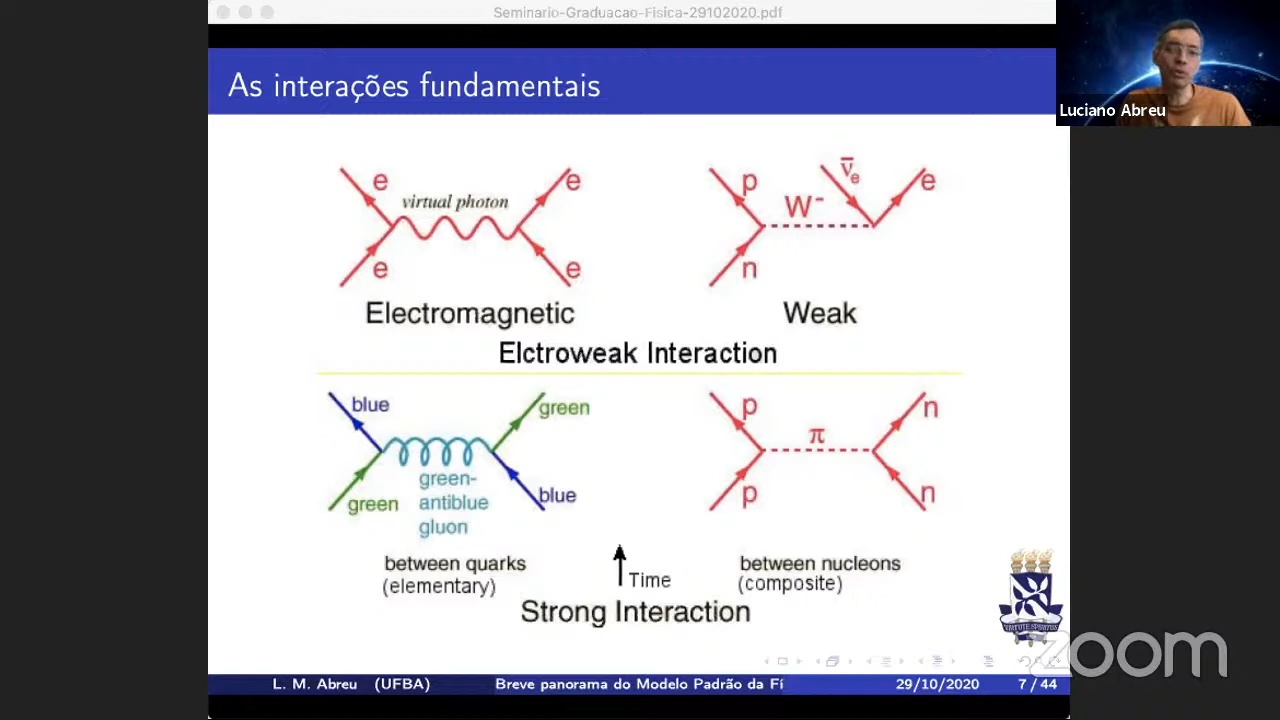 Seminario-Graduacao-Fisica-29102020.pdf
As interações fundamentais
Luciano Abreu
e
virtual photon
e
e
e
Electromagnetic
p
W⁻
ν̄e
e
n
Weak
Elctroweak Interaction
blue
green
green
green-
antiblue
gluon
blue
between quarks
(elementary)
p
π
n
p
n
between nucleons
(composite)
Time
Strong Interaction
VIRTUTE SPIRITUS
zoom
L. M. Abreu (UFBA)
Breve panorama do Modelo Padrão da Fí
29/10/2020
7 / 44